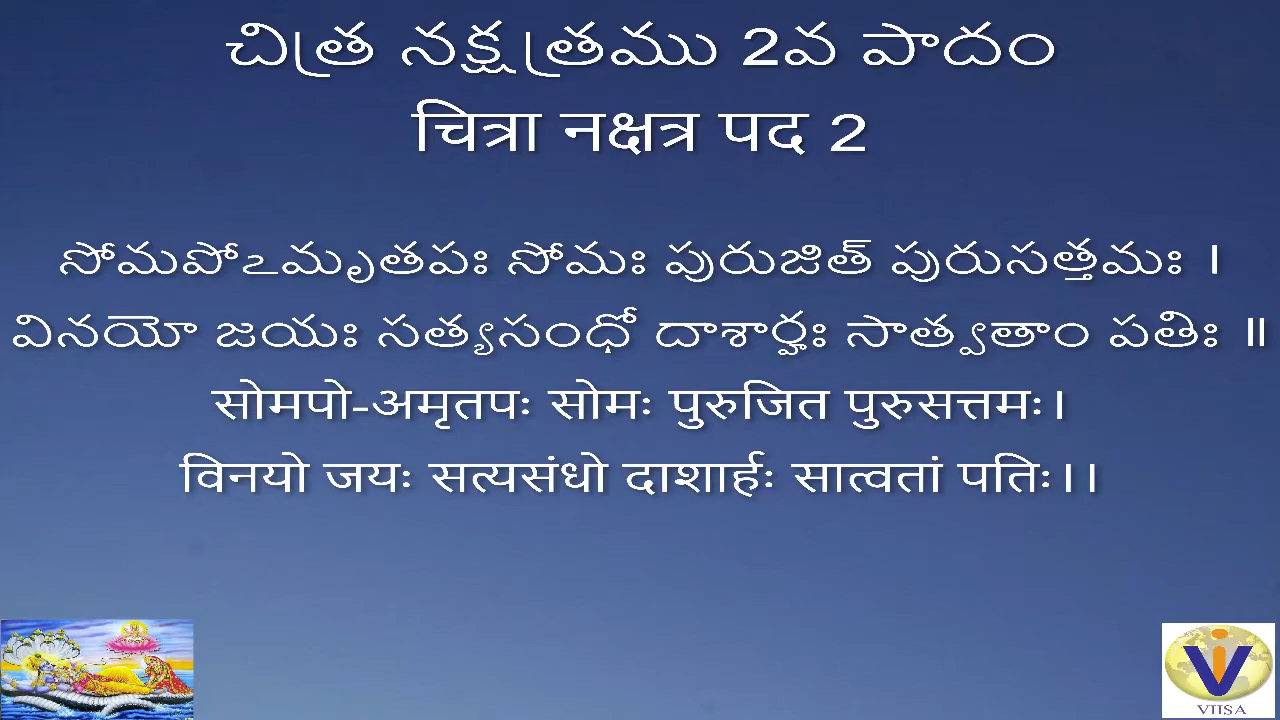 చిత్ర నక్షత్రము 2వ పాదం
चित्रा नक्षत्र पद 2
సోమపోఽమృతపః సోమః పురుజిత్ పురుసత్తమః ।
వినయో జయః సత్యసంధో దాశార్హః సాత్వతాం పతిః ॥
सोमपो-अमृतपः सोमः पुरुजित पुरुसत्तमः।
विनयो जयः सत्यसंधो दाशार्हः सात्वतां पतिः।।
VIISA